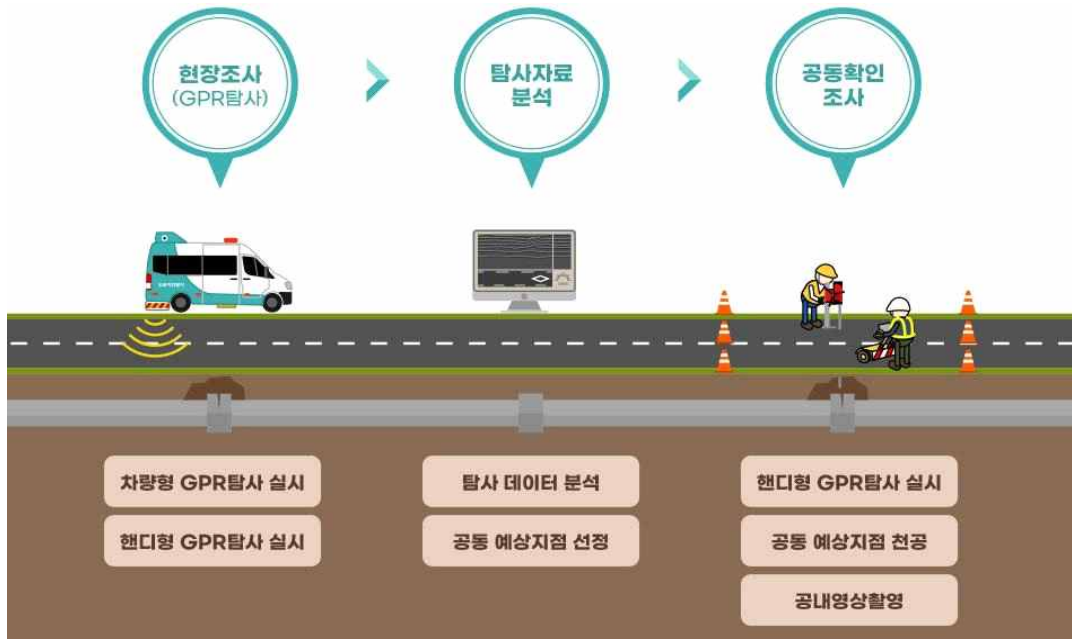 현장조사
(GPR탐사)
탐사자료
분석
공동확인
조사
차량형 GPR탐사 실시
핸디형 GPR탐사 실시
탐사 데이터 분석
공동 예상지점 선정
핸디형 GPR탐사 실시
공동 예상지점 천공
공내영상촬영